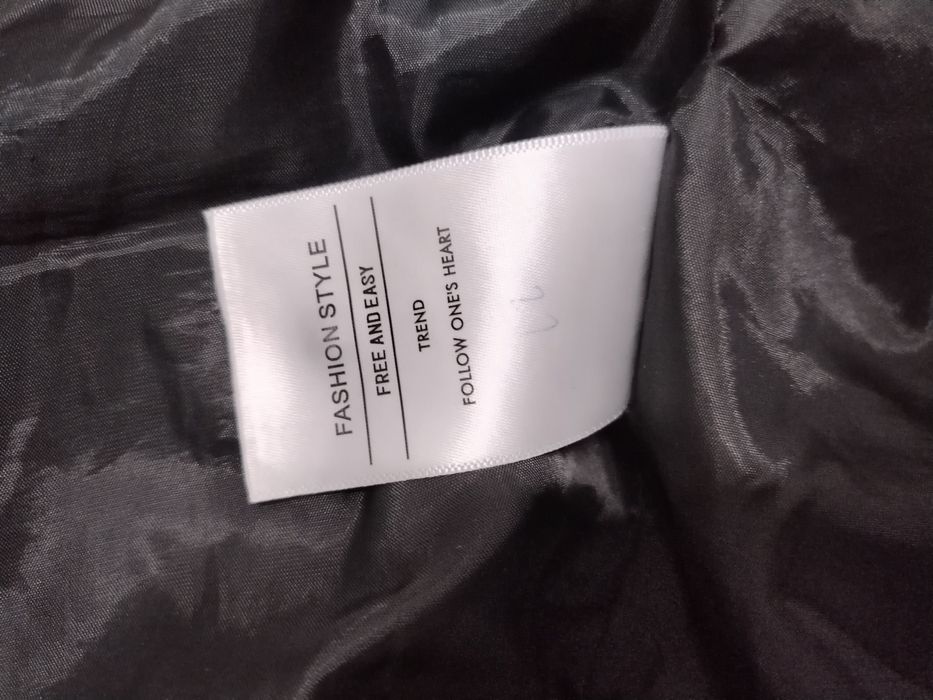 FASHION STYLE
FREE AND EASY
TREND
FOLLOW ONE'S HEART